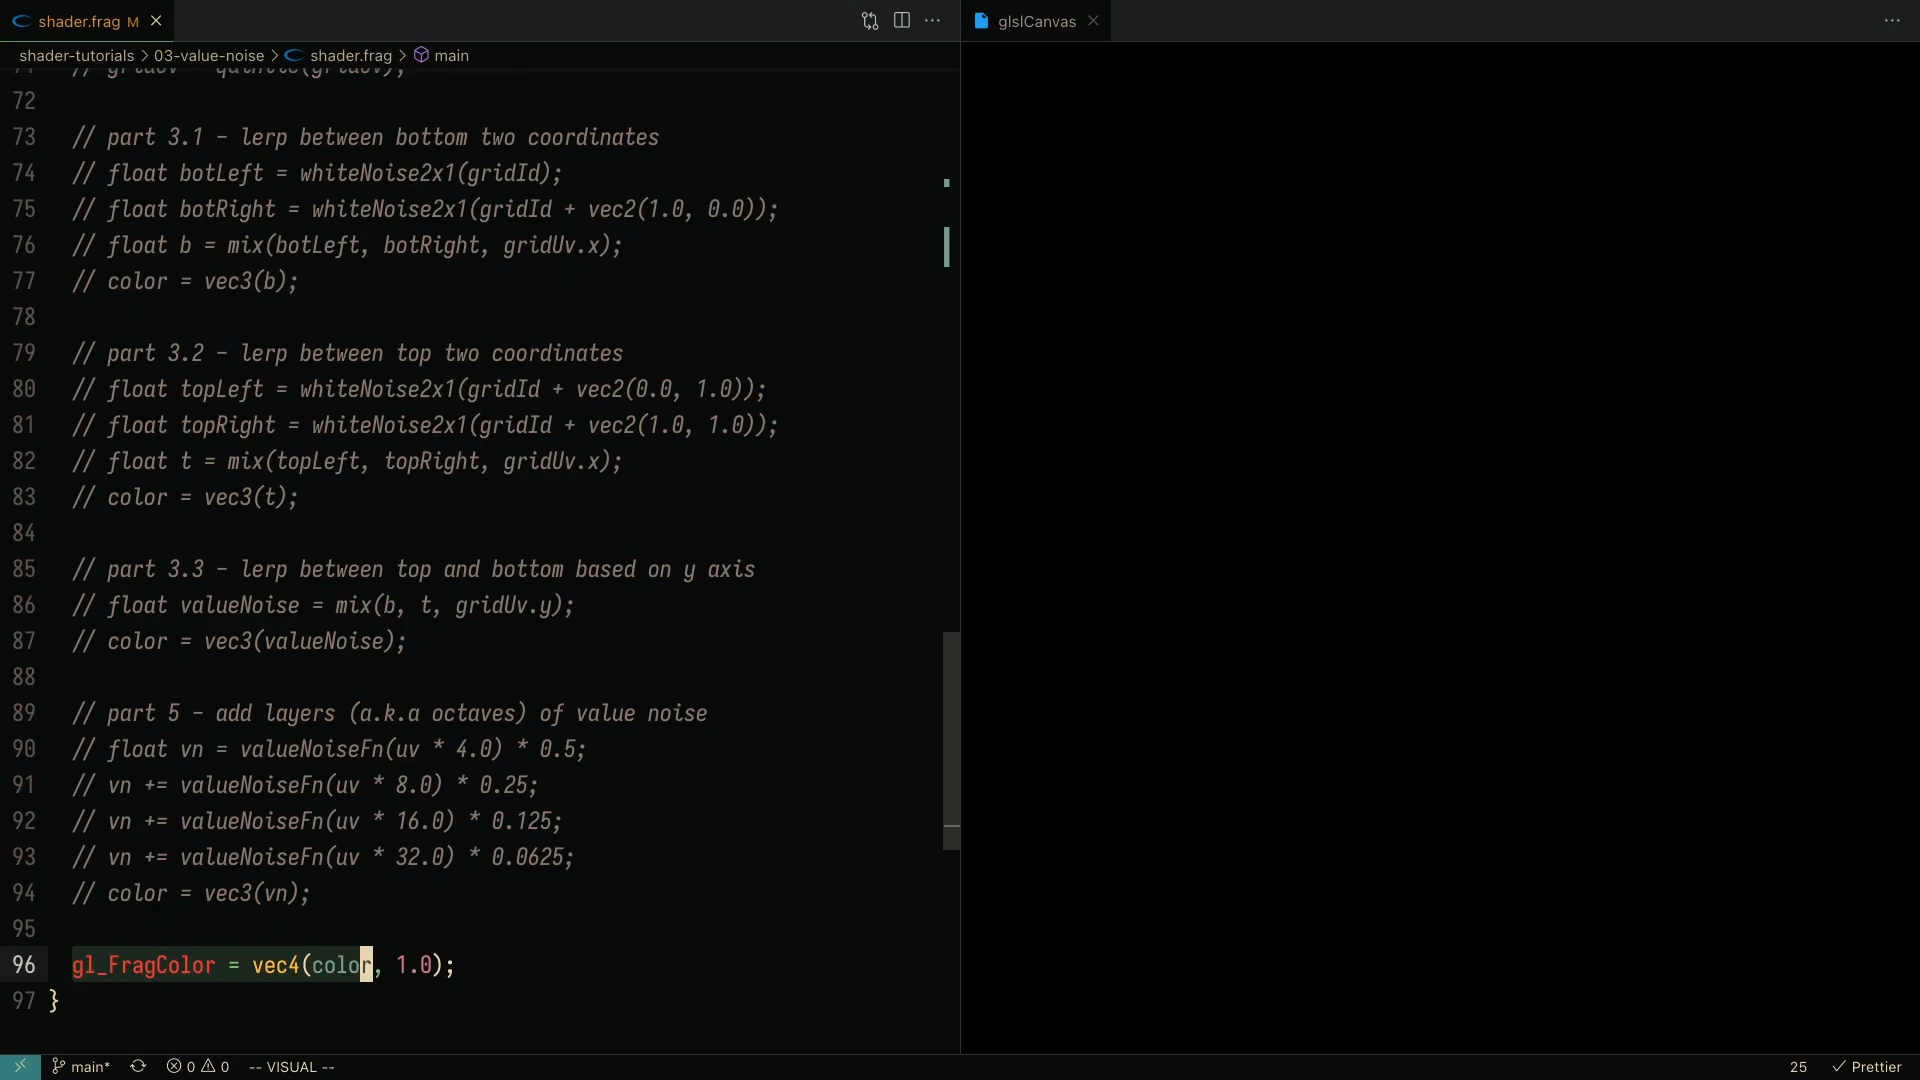 shader.frag M
glslCanvas
shader-tutorials > 03-value-noise > shader.frag > main
72
73 // part 3.1 - lerp between bottom two coordinates
74 // float botLeft = whiteNoise2x1(gridId);
75 // float botRight = whiteNoise2x1(gridId + vec2(1.0, 0.0));
76 // float b = mix(botLeft, botRight, gridUv.x);
77 // color = vec3(b);
78
79 // part 3.2 - lerp between top two coordinates
80 // float topLeft = whiteNoise2x1(gridId + vec2(0.0, 1.0));
81 // float topRight = whiteNoise2x1(gridId + vec2(1.0, 1.0));
82 // float t = mix(topLeft, topRight, gridUv.x);
83 // color = vec3(t);
84
85 // part 3.3 - lerp between top and bottom based on y axis
86 // float valueNoise = mix(b, t, gridUv.y);
87 // color = vec3(valueNoise);
88
89 // part 5 - add layers (a.k.a octaves) of value noise
90 // float vn = valueNoiseFn(uv * 4.0) * 0.5;
91 // vn += valueNoiseFn(uv * 8.0) * 0.25;
92 // vn += valueNoiseFn(uv * 16.0) * 0.125;
93 // vn += valueNoiseFn(uv * 32.0) * 0.0625;
94 // color = vec3(vn);
95
96 gl_FragColor = vec4(color, 1.0);
97 }
main* 0 0 -- VISUAL -- 25 Prettier